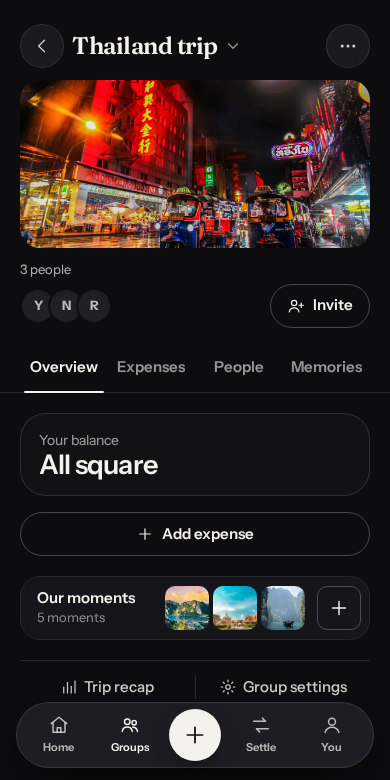 Thailand trip
3 people
Y N R
Invite
Overview Expenses People Memories
Your balance
All square
Add expense
Our moments
5 moments
Trip recap
Group settings
Home Groups Settle You